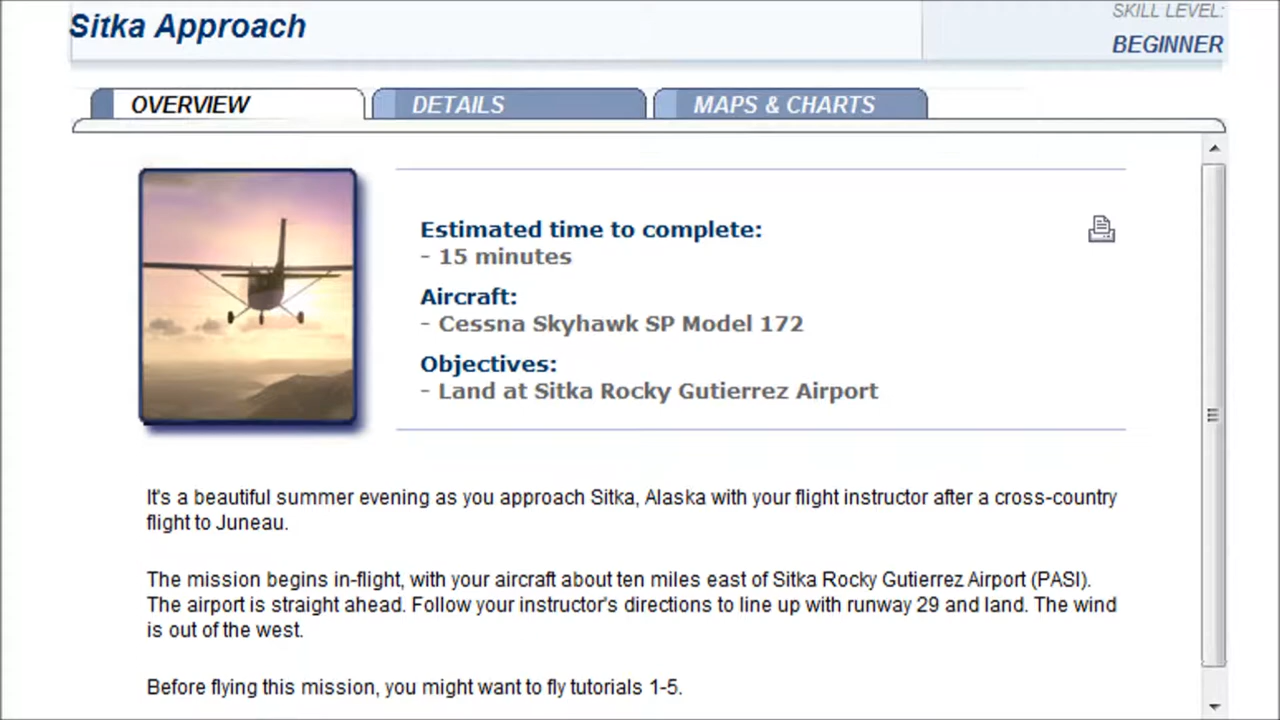 Sitka Approach
SKILL LEVEL:
BEGINNER
OVERVIEW
DETAILS
MAPS & CHARTS
Estimated time to complete:
- 15 minutes
Aircraft:
- Cessna Skyhawk SP Model 172
Objectives:
- Land at Sitka Rocky Gutierrez Airport
It's a beautiful summer evening as you approach Sitka, Alaska with your flight instructor after a cross-country
flight to Juneau.
The mission begins in-flight, with your aircraft about ten miles east of Sitka Rocky Gutierrez Airport (PASI).
The airport is straight ahead. Follow your instructor's directions to line up with runway 29 and land. The wind
is out of the west.
Before flying this mission, you might want to fly tutorials 1-5.